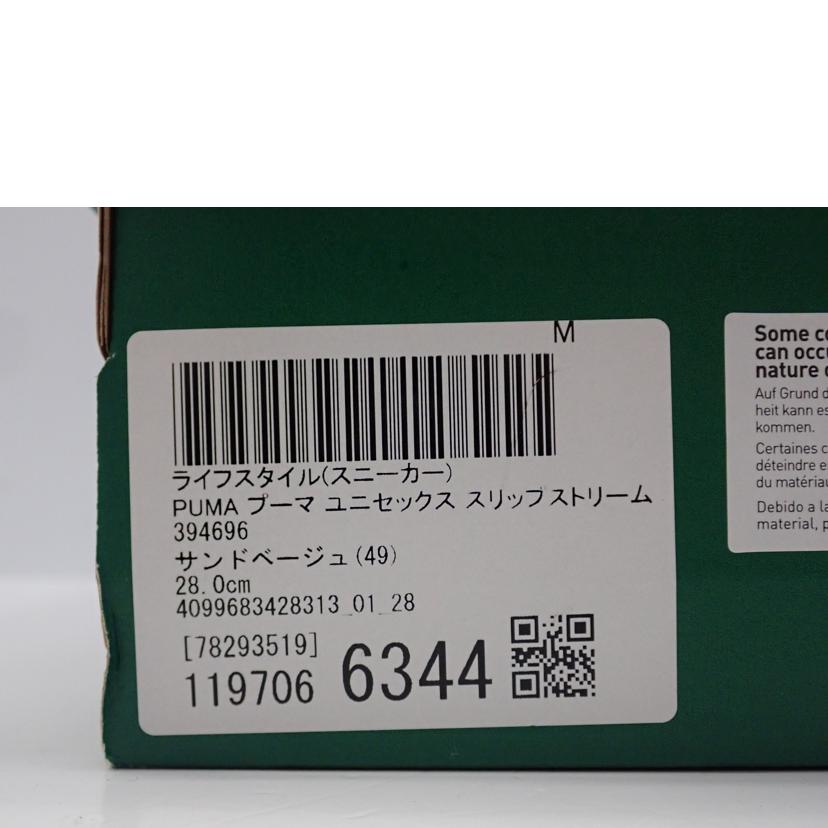 M
ライフスタイル(スニーカー)
PUMA プーマ ユニセックス スリップストリーム
394696
サンドベージュ(49)
28.0cm
4099683428313_01_28
[78293519]
119706 6344
Some
can
nature
Auf Grund
heit kann es
kommen.
Certaines
déteindre
du
Debido a la
material,